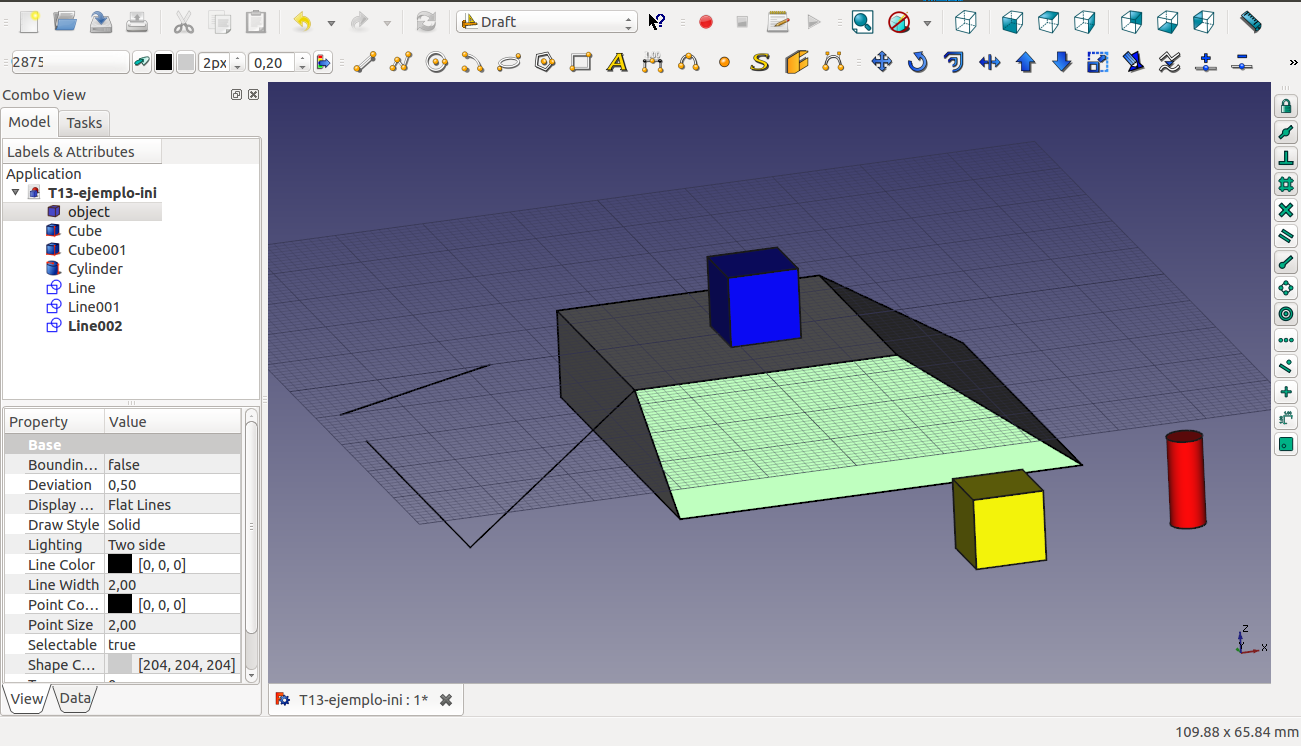 Draft
2875
2px
0,20
»
Combo View
Model
Tasks
Labels & Attributes
Application
T13-ejemplo-ini
object
Cube
Cube001
Cylinder
Line
Line001
Line002
Property Value
Base
Boundin... false
Deviation 0,50
Display ... Flat Lines
Draw Style Solid
Lighting Two side
Line Color [0, 0, 0]
Line Width 2,00
Point Co... [0, 0, 0]
Point Size 2,00
Selectable true
Shape C... [204, 204, 204]
View Data
Z
Y
X
T13-ejemplo-ini : 1*
109.88 x 65.84 mm